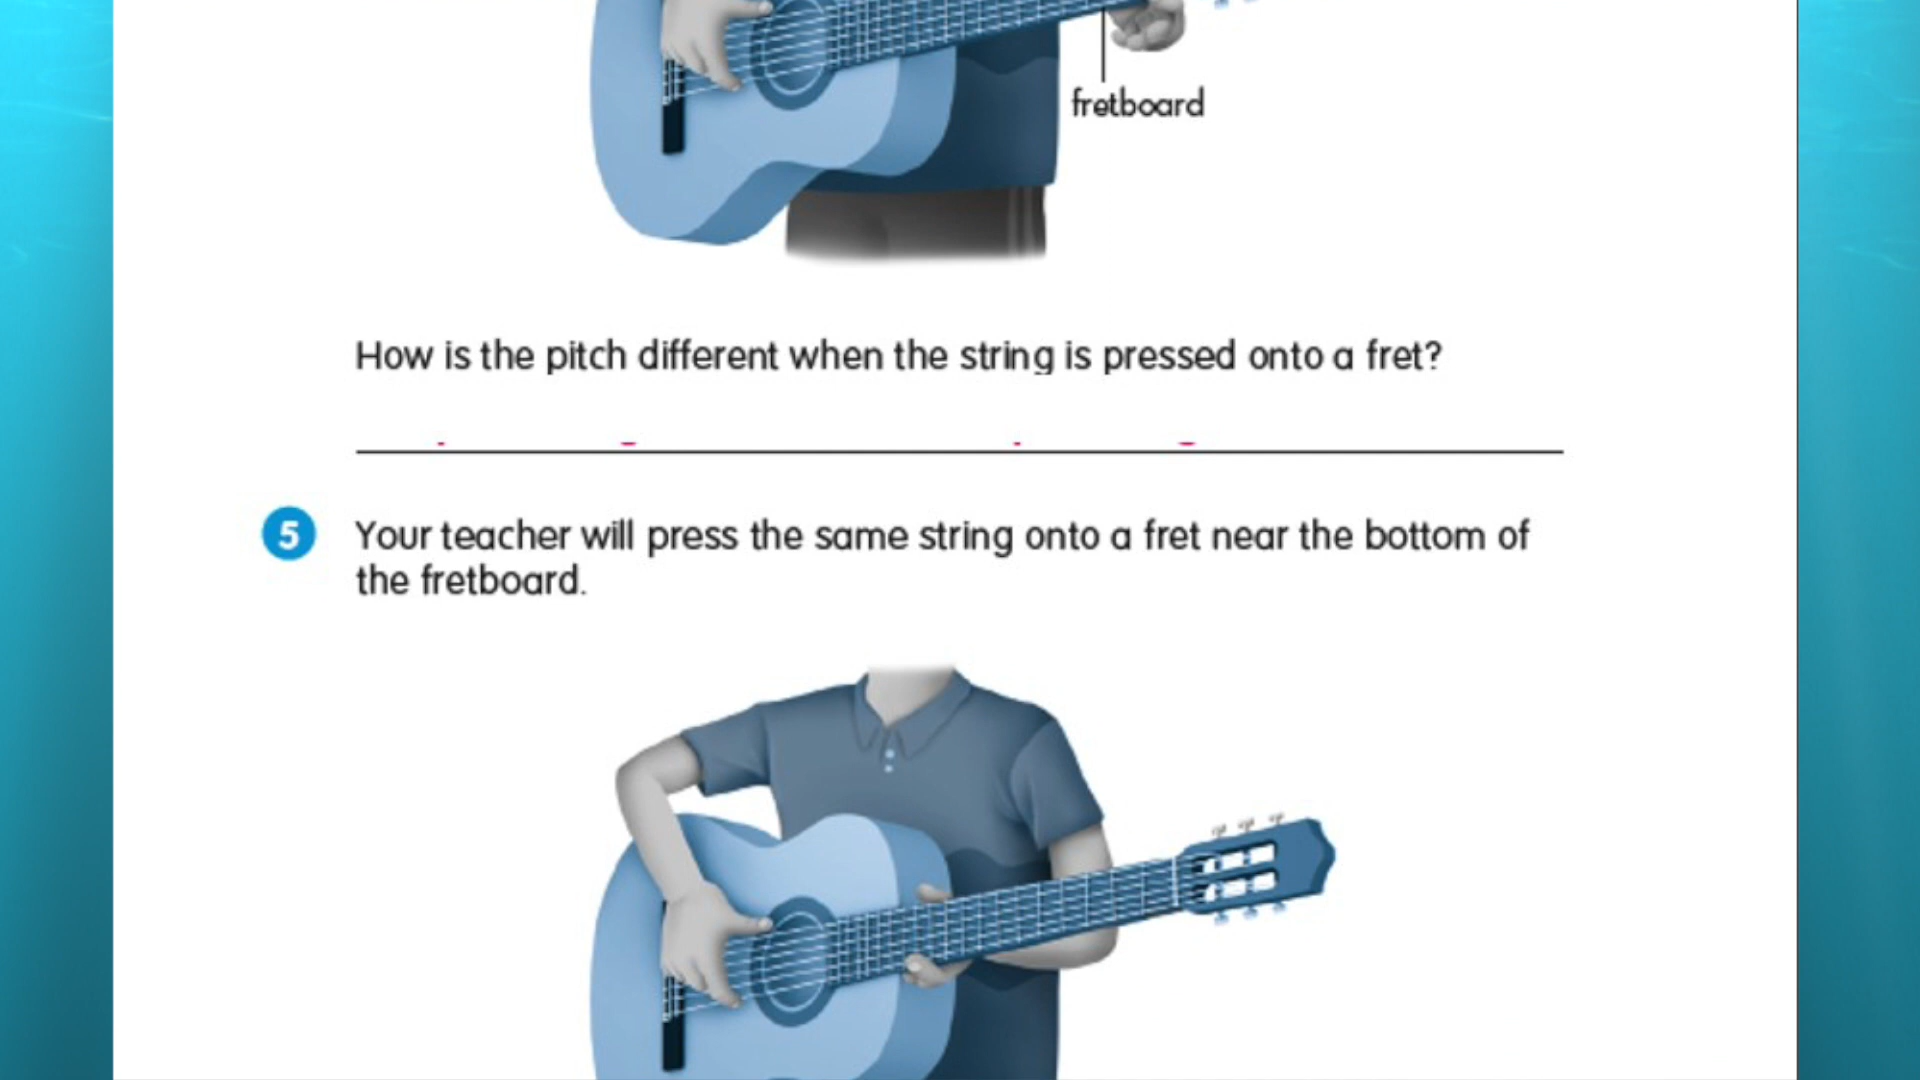 fretboard
How is the pitch different when the string is pressed onto a fret?
5 Your teacher will press the same string onto a fret near the bottom of
the fretboard.